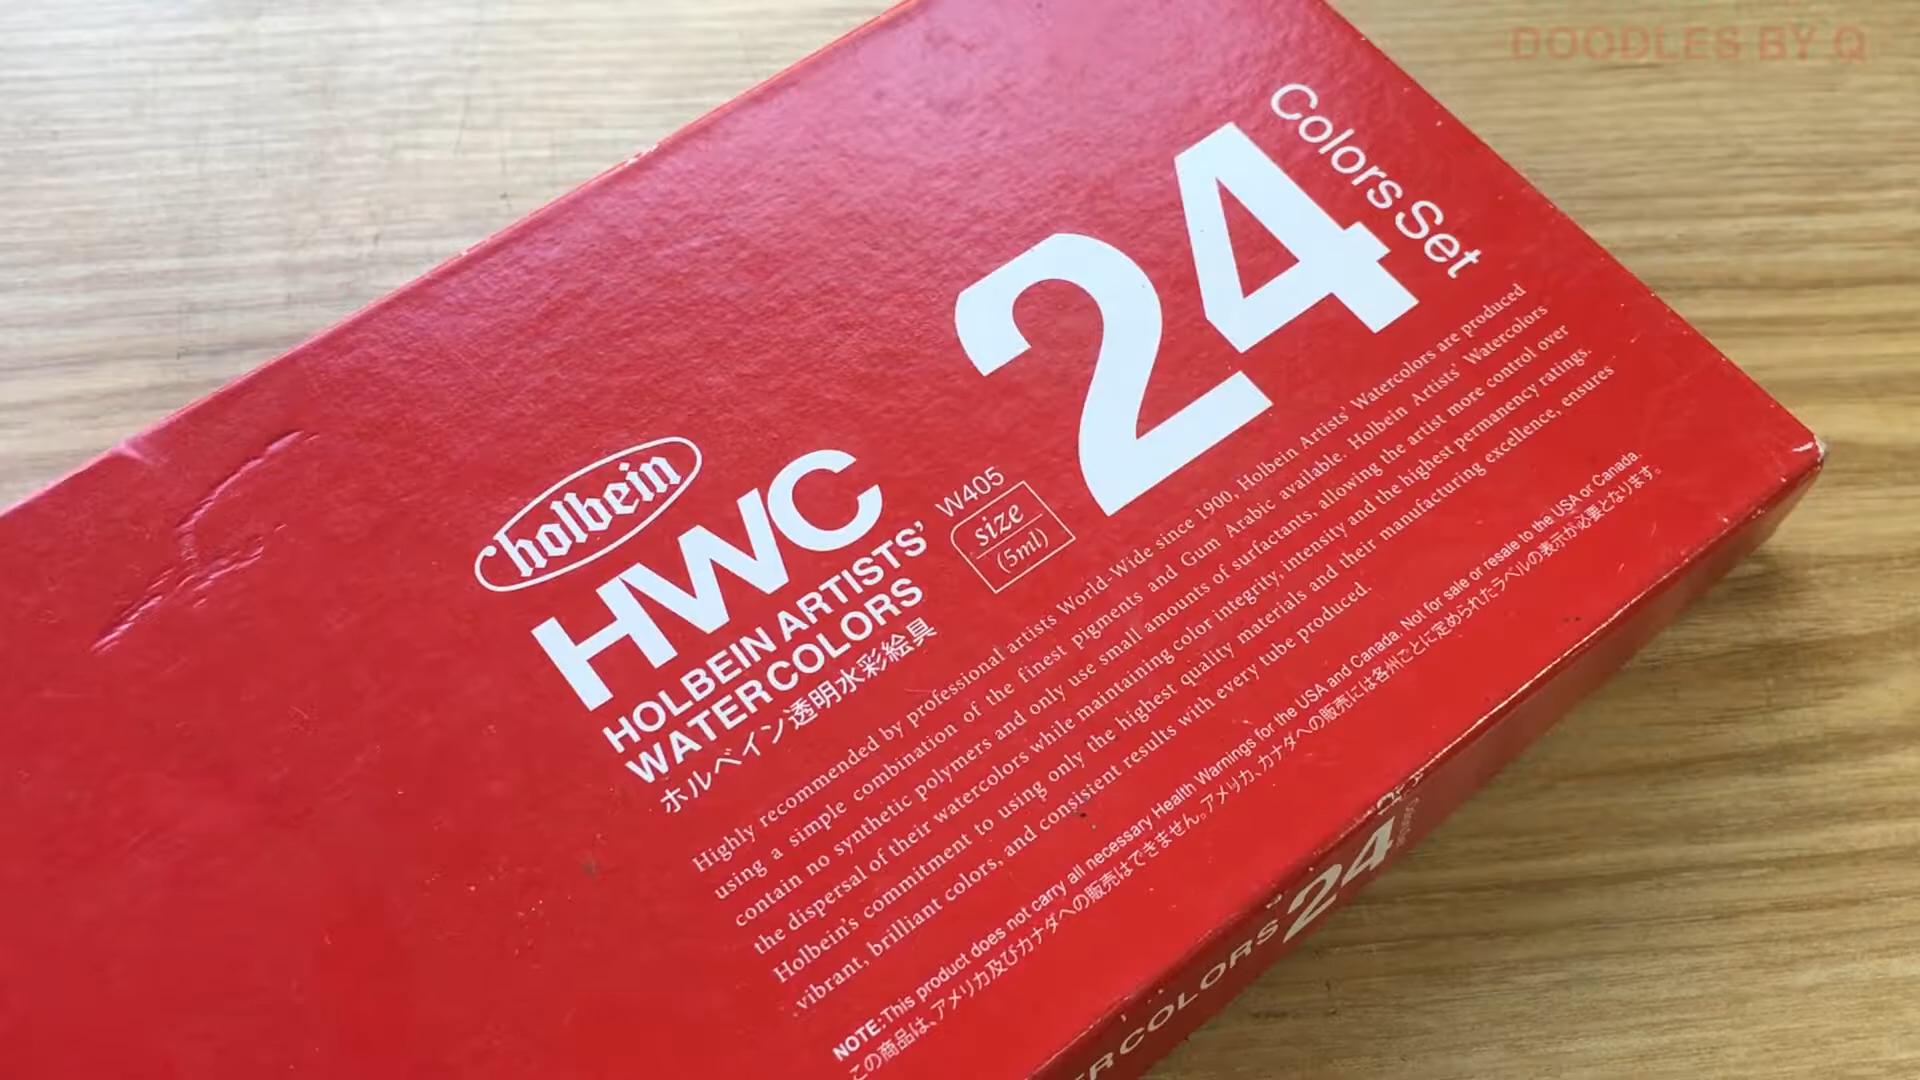 DOODLES BY Q
Colors Set
24
holbein
HWC
W405
size
(5ml)
HOLBEIN ARTISTS'
WATERCOLORS
ホルベイン透明水彩絵具
Highly recommended by professional artists World-Wide since 1900, Holbein Artists' Watercolors are produced
using a simple combination of the finest pigments and Gum Arabic available. Holbein Artists' Watercolors
contain no synthetic polymers and only use small amounts of surfactants, allowing the artist more control over
the dispersal of their watercolors while maintaining color integrity, intensity and the highest permanency ratings.
Holbein's commitment to using only the highest quality materials and their manufacturing excellence, ensures
vibrant, brilliant colors, and consistent results with every tube produced.
NOTE:This product does not carry all necessary Health Warnings for the USA and Canada. Not for sale or resale to the USA or Canada.
この商品は、アメリカ及びカナダへの販売はできません。アメリカ、カナダへの販売には各州ごとに定められたラベルの表示が必要となります。
ERCOLORS 24